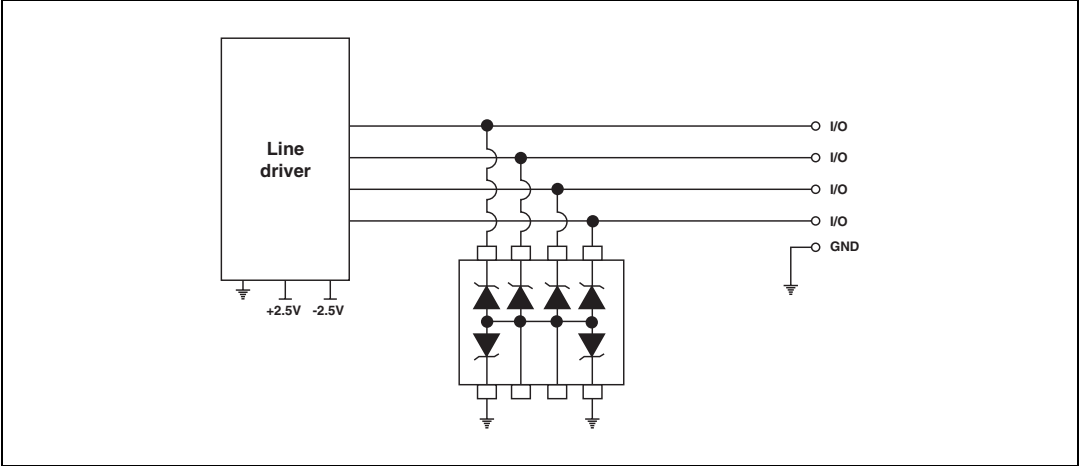 Line
driver
I/O
I/O
I/O
I/O
GND
+2.5V -2.5V